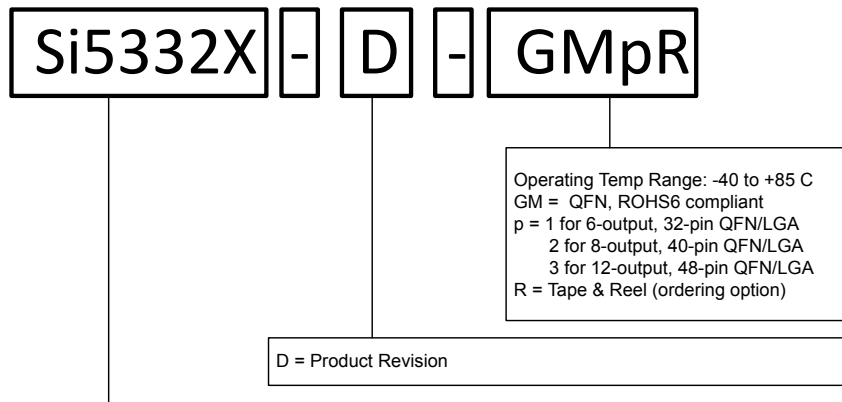 Si5332X - D - GMpR
Operating Temp Range: -40 to +85 C
GM = QFN, ROHS6 compliant
p = 1 for 6-output, 32-pin QFN/LGA
2 for 8-output, 40-pin QFN/LGA
3 for 12-output, 48-pin QFN/LGA
R = Tape & Reel (ordering option)
D = Product Revision